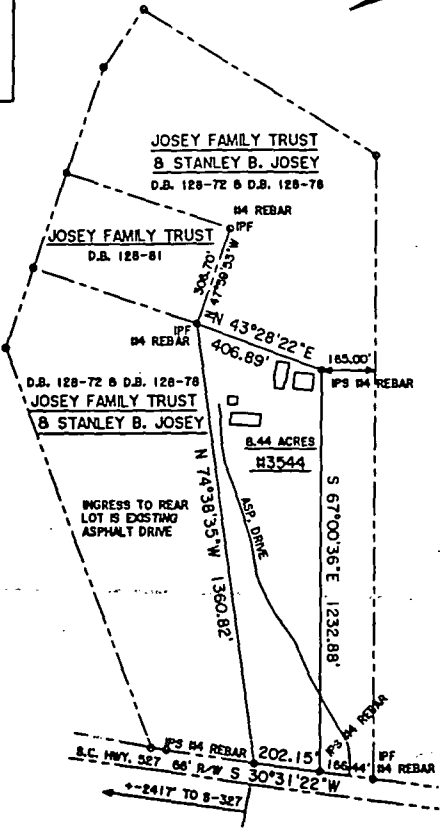 JOSEY FAMILY TRUST
& STANLEY B. JOSEY
D.B. 128-72 & D.B. 128-78
#4 REBAR
IPF
JOSEY FAMILY TRUST
D.B. 128-81
306.70'
N 47°59'53"W
IPF
#4 REBAR
N 43°28'22"E
406.89'
165.00'
IPS #4 REBAR
D.B. 128-72 & D.B. 128-78
JOSEY FAMILY TRUST
& STANLEY B. JOSEY
8.44 ACRES
#3544
INGRESS TO REAR
LOT IS EXISTING
ASPHALT DRIVE
N 74°38'35"W 1360.82'
ASP. DRIVE
S 67°00'36"E 1232.88'
IPS #4 REBAR
202.15'
IPS #4 REBAR
166.44'
IPF
#4 REBAR
S.C. HWY. 527 66' R/W S 30°31'22"W
+-2417' TO S-327